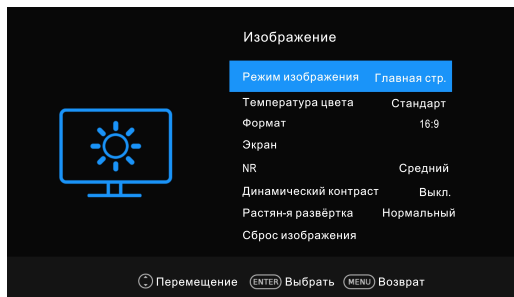 Изображение
Режим изображения Главная стр.
Температура цвета Стандарт
Формат 16:9
Экран
NR Средний
Динамический контраст Выкл.
Растян-я развёртка Нормальный
Сброс изображения
Перемещение ENTER Выбрать MENU Возврат